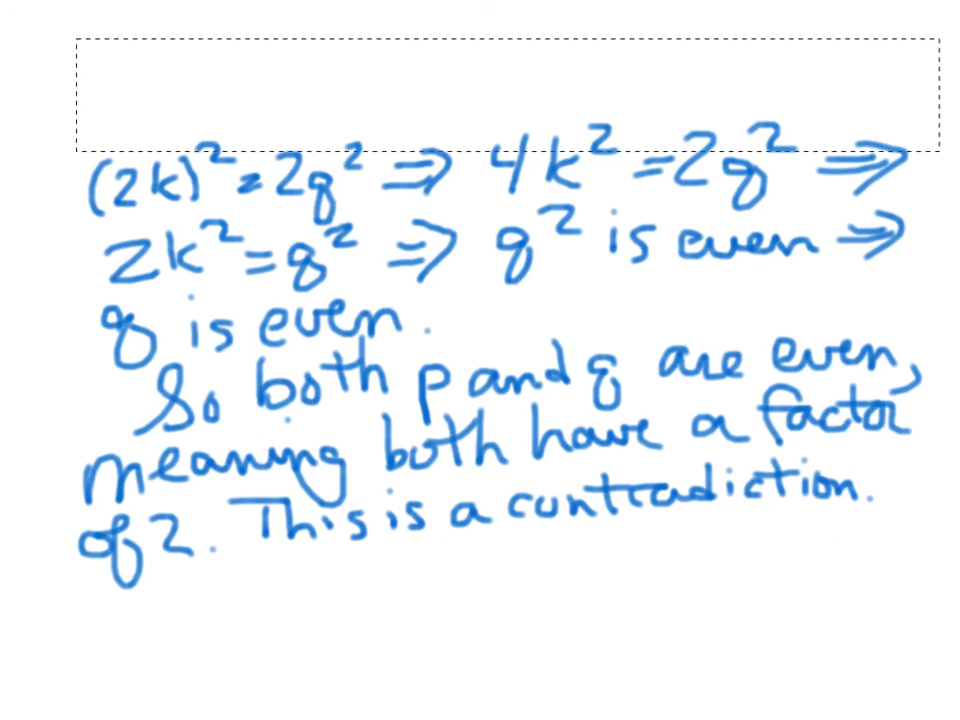 (2k)² = 2q² ⇒ 4k² = 2q² ⇒
2k² = q² ⇒ q² is even ⇒
q is even.
So both p and q are even,
meaning both have a factor
of 2. This is a contradiction.